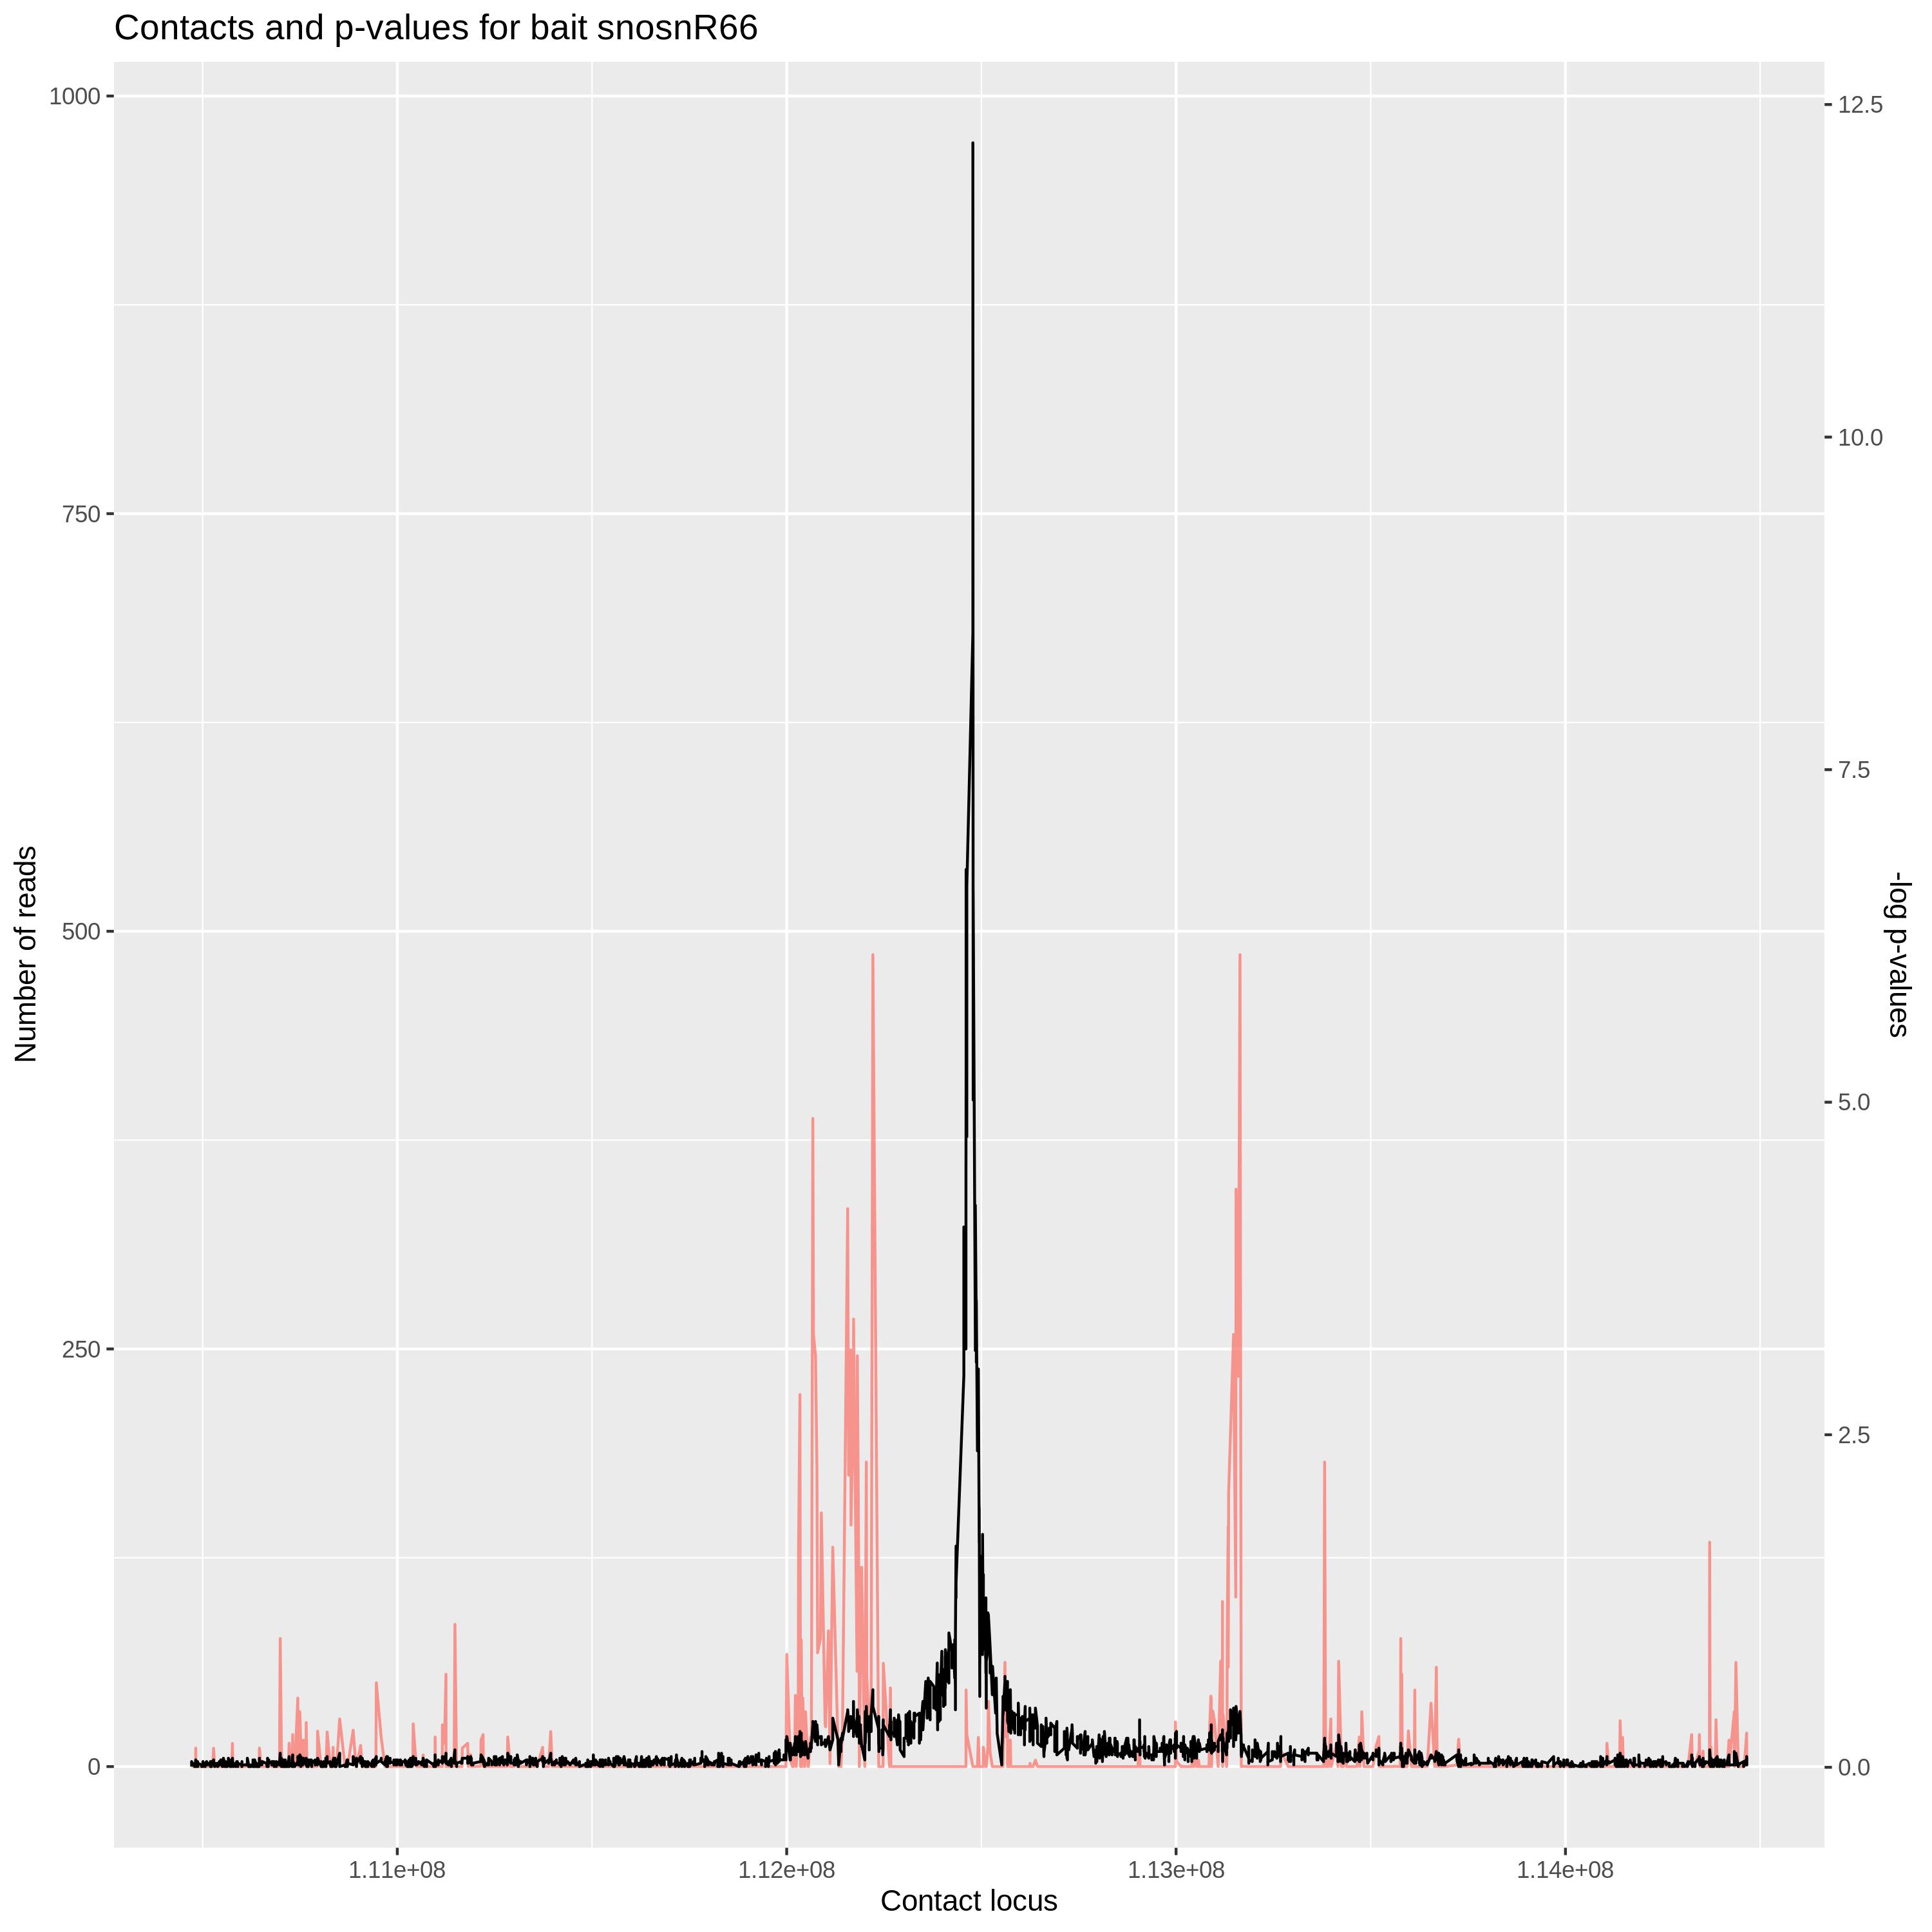 Contacts and p-values for bait snosnR66
1000
750
500
250
0
Number of reads
12.5
10.0
7.5
5.0
2.5
0.0
-log p-values
1.11e+08 1.12e+08 1.13e+08 1.14e+08
Contact locus